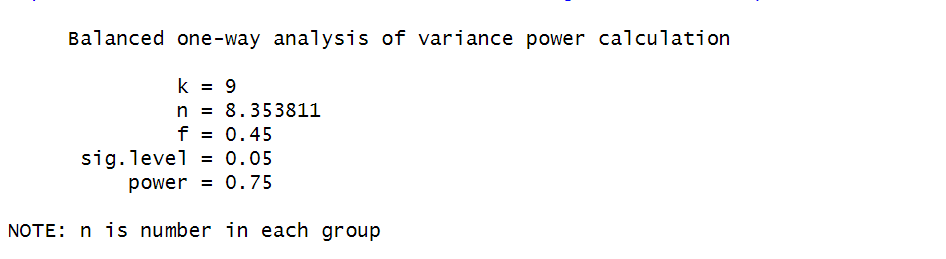 Balanced one-way analysis of variance power calculation
k = 9
n = 8.353811
f = 0.45
sig.level = 0.05
power = 0.75
NOTE: n is number in each group